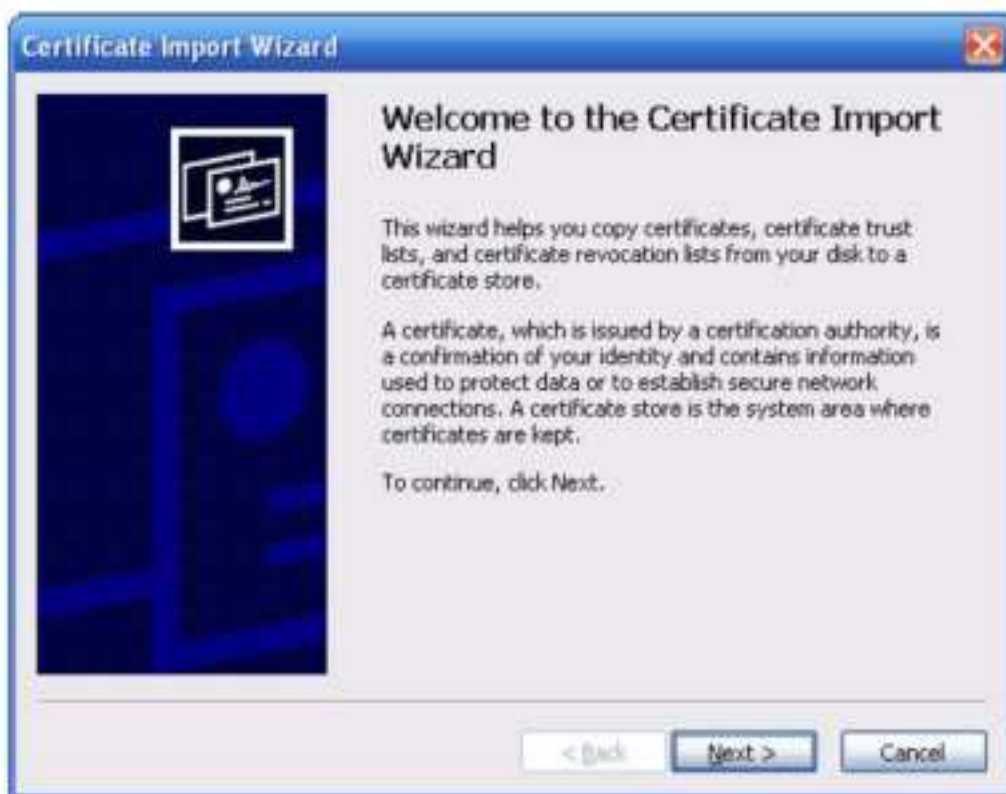 Certificate Import Wizard
Welcome to the Certificate Import
Wizard
This wizard helps you copy certificates, certificate trust
lists, and certificate revocation lists from your disk to a
certificate store.
A certificate, which is issued by a certification authority, is
a confirmation of your identity and contains information
used to protect data or to establish secure network
connections. A certificate store is the system area where
certificates are kept.
To continue, click Next.
< Back
Next >
Cancel